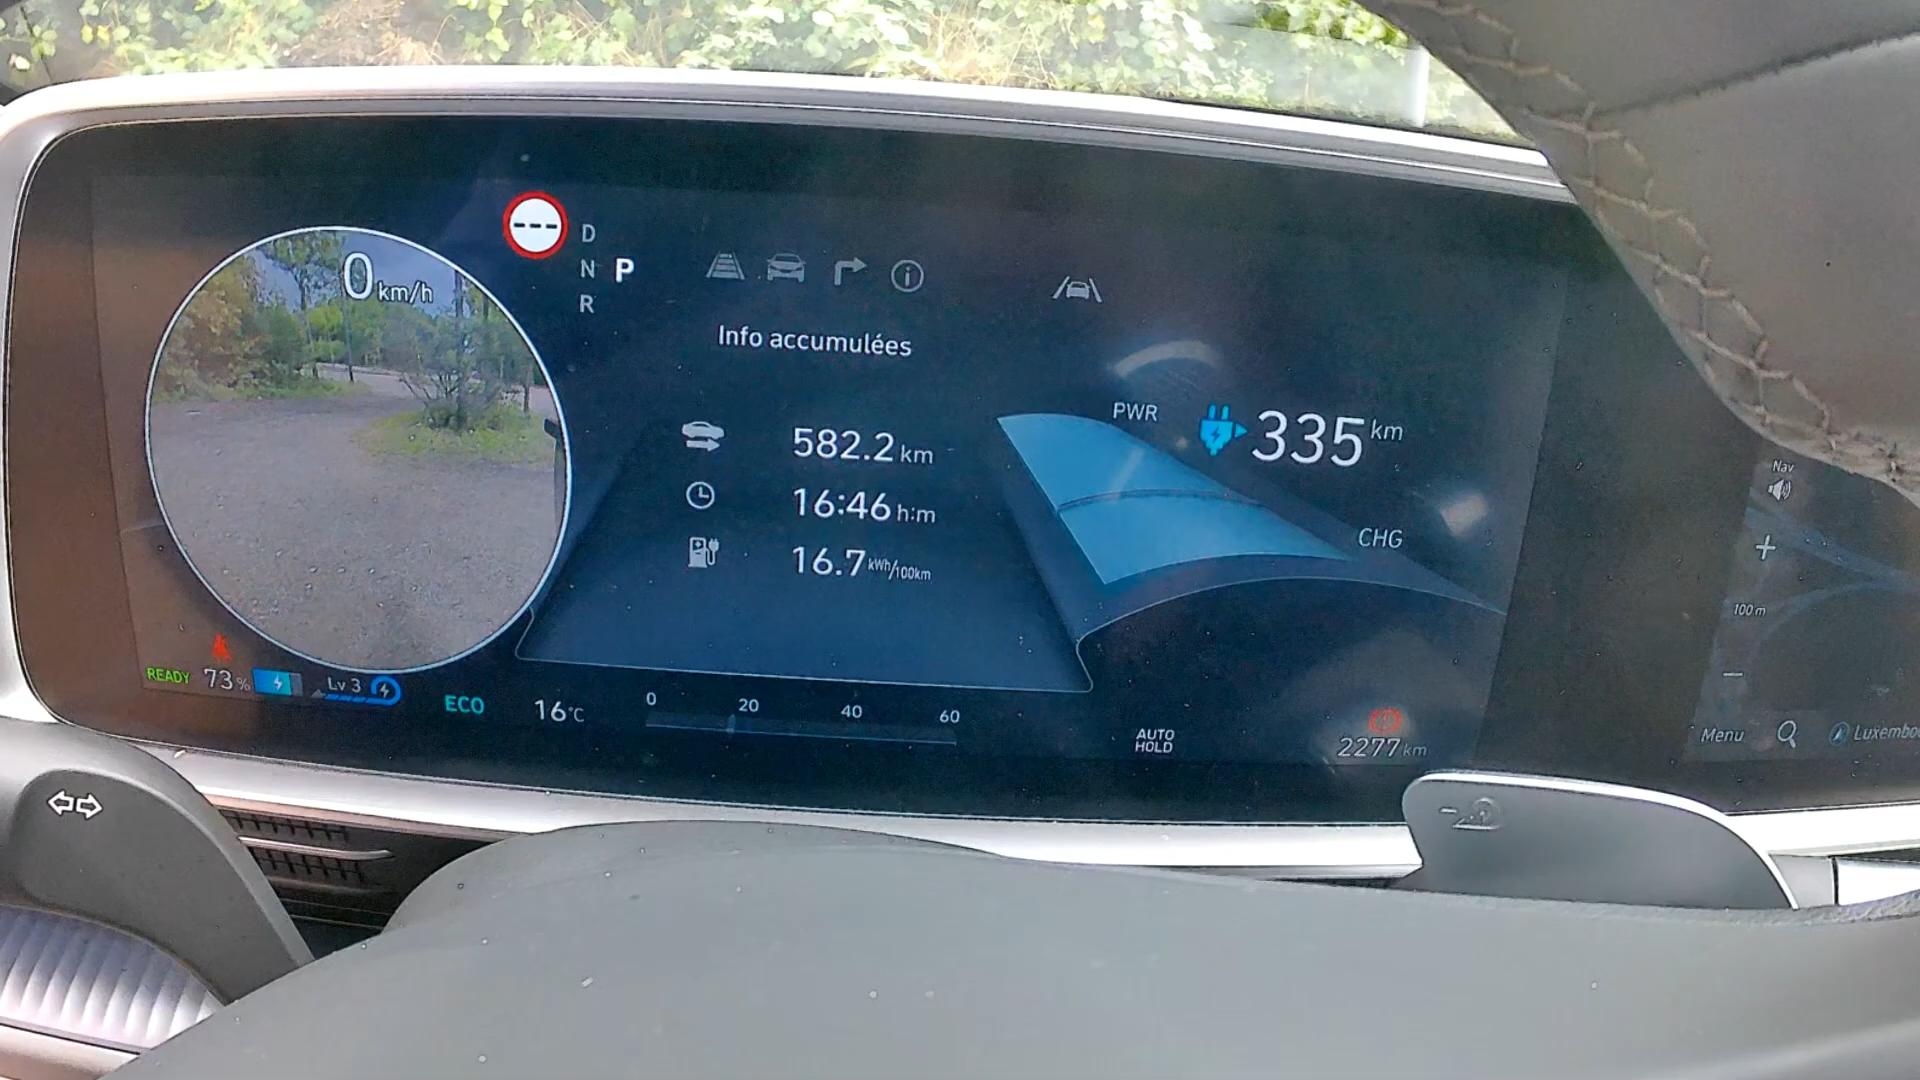 0 km/h
---
D
N P
R
Info accumulées
582.2 km
16:46 h:m
16.7 kWh/100km
PWR
335 km
CHG
READY 73% Lv 3
ECO
16°C
0 20 40 60
AUTO
HOLD
2277 km
Nav
+
100 m
−
Menu
Luxembou